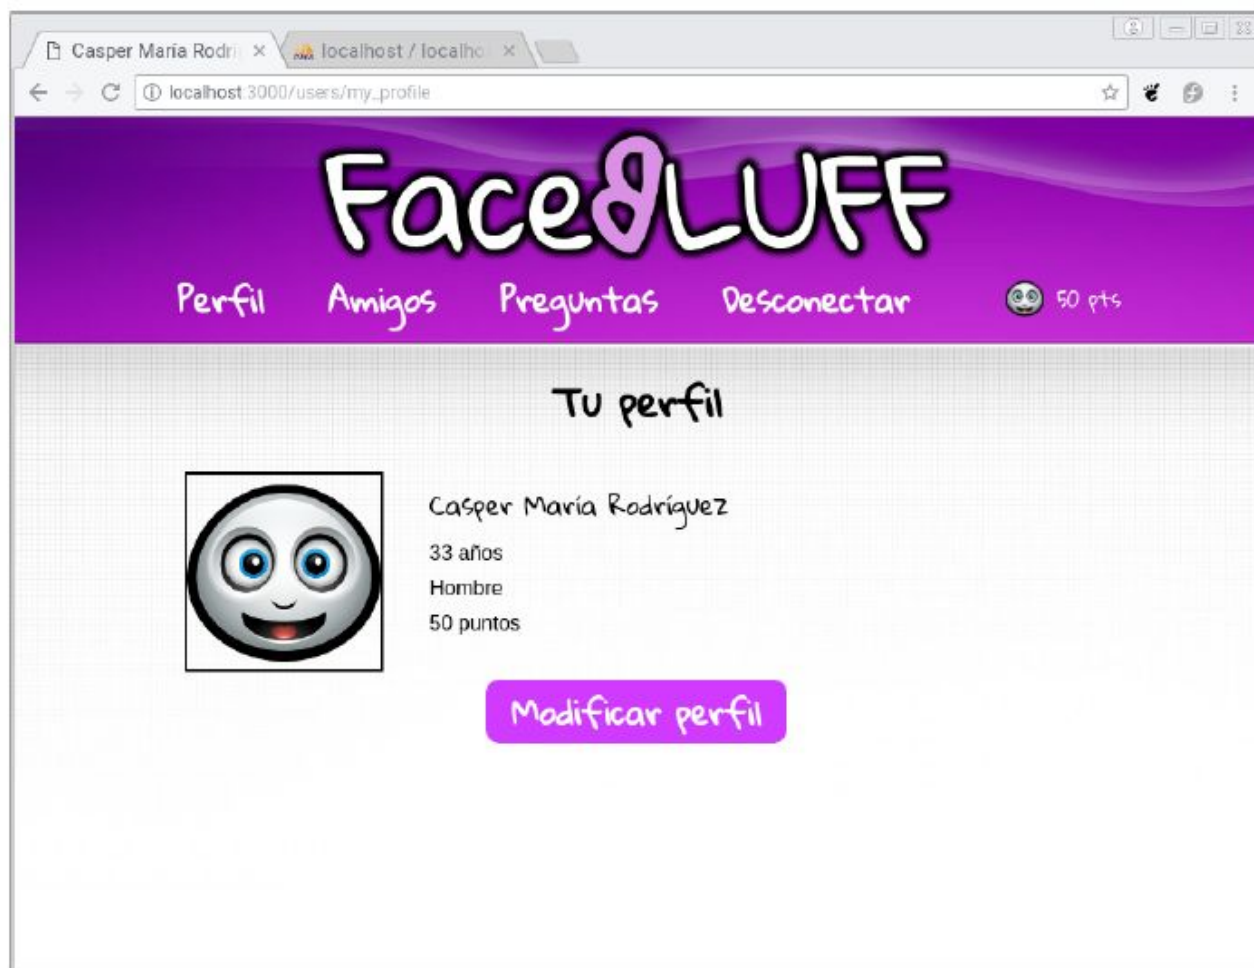 Casper María Rodrí
localhost / localho
localhost:3000/users/my_profile
FaceBLUFF
Perfil Amigos Preguntas Desconectar 50 pts
Tu perfil
Casper María Rodríguez
33 años
Hombre
50 puntos
Modificar perfil